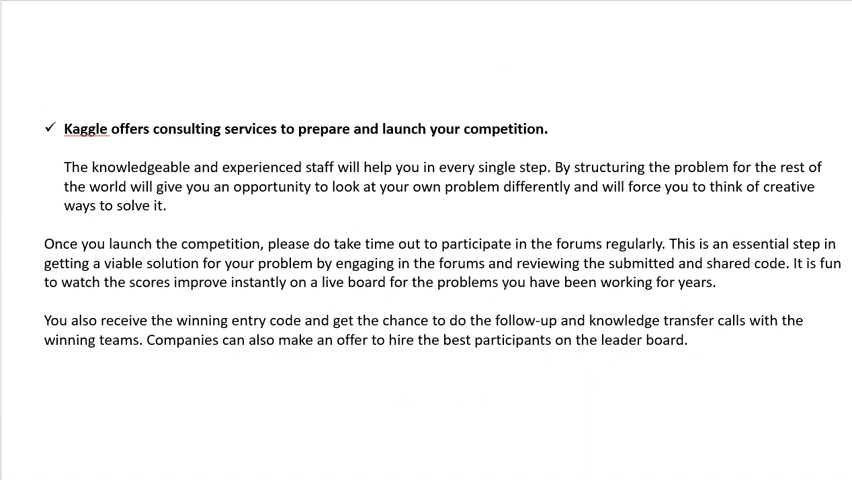 ✓ Kaggle offers consulting services to prepare and launch your competition.
The knowledgeable and experienced staff will help you in every single step. By structuring the problem for the rest of
the world will give you an opportunity to look at your own problem differently and will force you to think of creative
ways to solve it.
Once you launch the competition, please do take time out to participate in the forums regularly. This is an essential step in
getting a viable solution for your problem by engaging in the forums and reviewing the submitted and shared code. It is fun
to watch the scores improve instantly on a live board for the problems you have been working for years.
You also receive the winning entry code and get the chance to do the follow-up and knowledge transfer calls with the
winning teams. Companies can also make an offer to hire the best participants on the leader board.